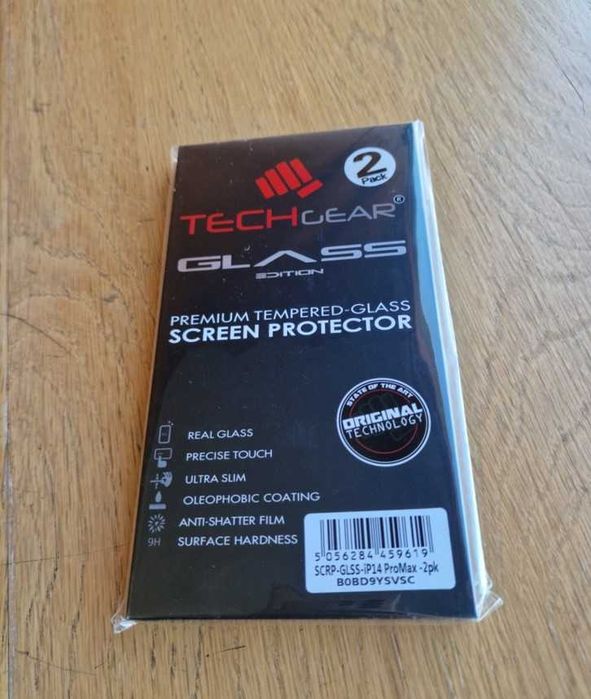 2
Pack
TECHGEAR®
GLASS
EDITION
PREMIUM TEMPERED-GLASS
SCREEN PROTECTOR
STATE OF THE ART
ORIGINAL
TECHNOLOGY
REAL GLASS
PRECISE TOUCH
ULTRA SLIM
OLEOPHOBIC COATING
ANTI-SHATTER FILM
9H SURFACE HARDNESS
5 056284 459619
SCRP-GLSS-iP14 ProMax -2pk
B0BD9YSVSC